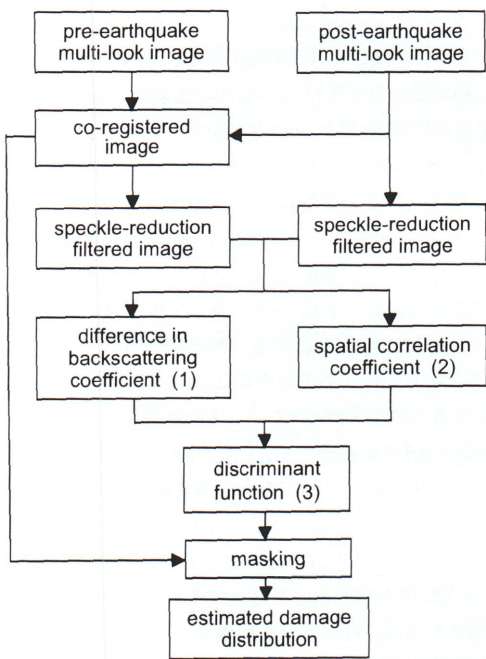 pre-earthquake
multi-look image
post-earthquake
multi-look image
co-registered
image
speckle-reduction
filtered image
speckle-reduction
filtered image
difference in
backscattering
coefficient (1)
spatial correlation
coefficient (2)
discriminant
function (3)
masking
estimated damage
distribution